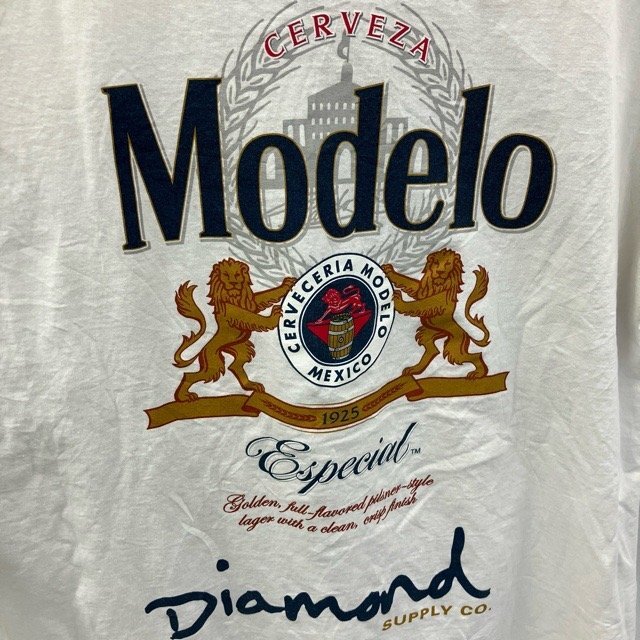 CERVEZA
Modelo
CERVECERIA MODELO
MEXICO
1925
Especial™
Golden, full-flavored pilsner-style
lager with a clean, crisp finish
Diamond
SUPPLY CO.